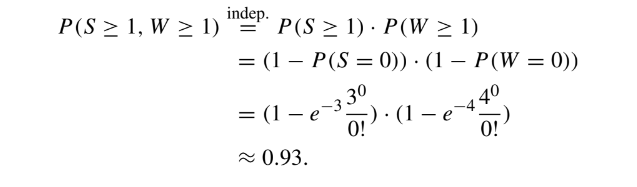 P(S ≥ 1, W ≥ 1) indep.= P(S ≥ 1) · P(W ≥ 1)
= (1 − P(S = 0)) · (1 − P(W = 0))
= (1 − e^{−3} 3^0/0!) · (1 − e^{−4} 4^0/0!)
≈ 0.93.